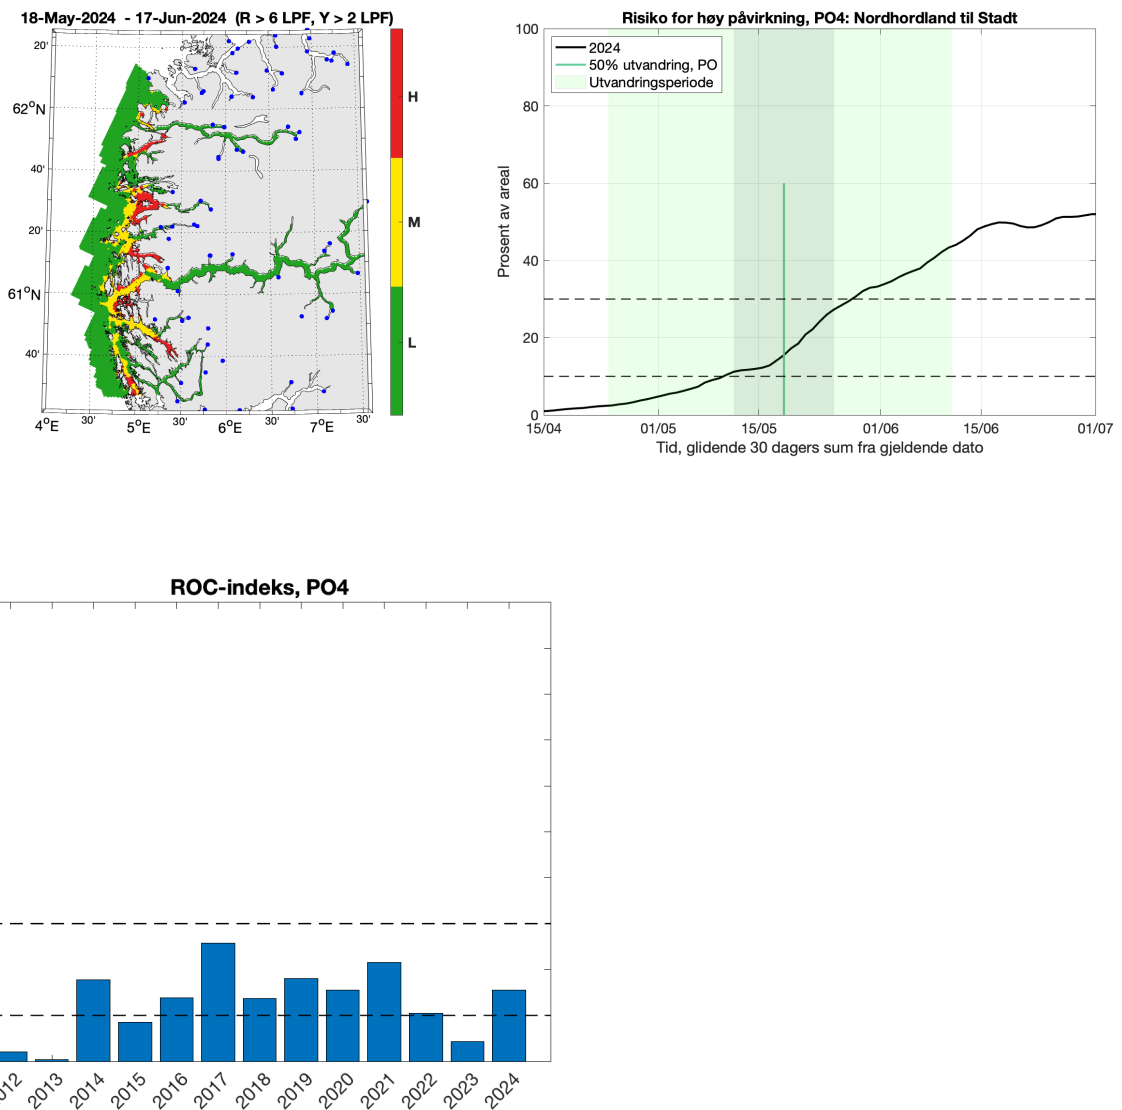 18-May-2024 - 17-Jun-2024 (R > 6 LPF, Y > 2 LPF)
20'
62°N
40'
20'
61°N
40'
4°E
30'
5°E
30'
6°E
30'
7°E
30'
H
M
L
Risiko for høy påvirkning, PO4: Nordhordland til Stadt
Prosent av areal
100
80
60
40
20
0
2024
50% utvandring, PO
Utvandringsperiode
15/04
01/05
15/05
01/06
15/06
01/07
Tid, glidende 30 dagers sum fra gjeldende dato
ROC-indeks, PO4
2013
2014
2015
2016
2017
2018
2019
2020
2021
2022
2023
2024